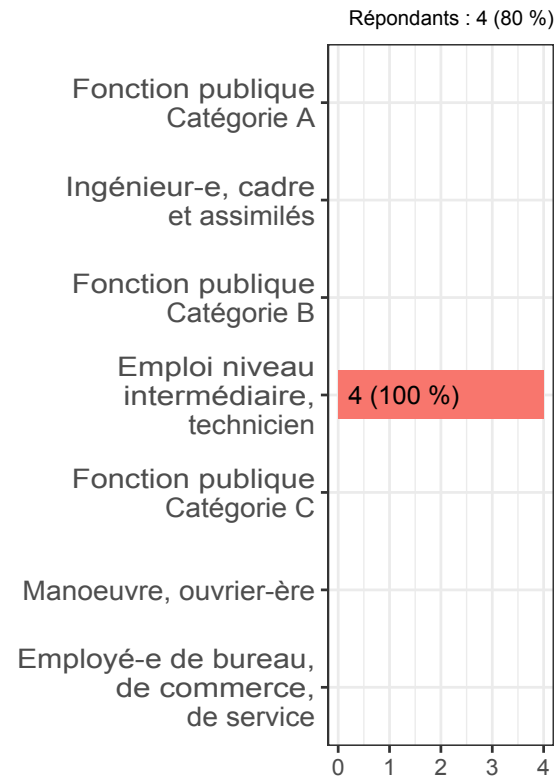 Répondants : 4 (80 %)
Fonction publique
Catégorie A
Ingénieur-e, cadre
et assimilés
Fonction publique
Catégorie B
Emploi niveau
intermédiaire,
technicien
4 (100 %)
Fonction publique
Catégorie C
Manoeuvre, ouvrier-ère
Employé-e de bureau,
de commerce,
de service
0 1 2 3 4